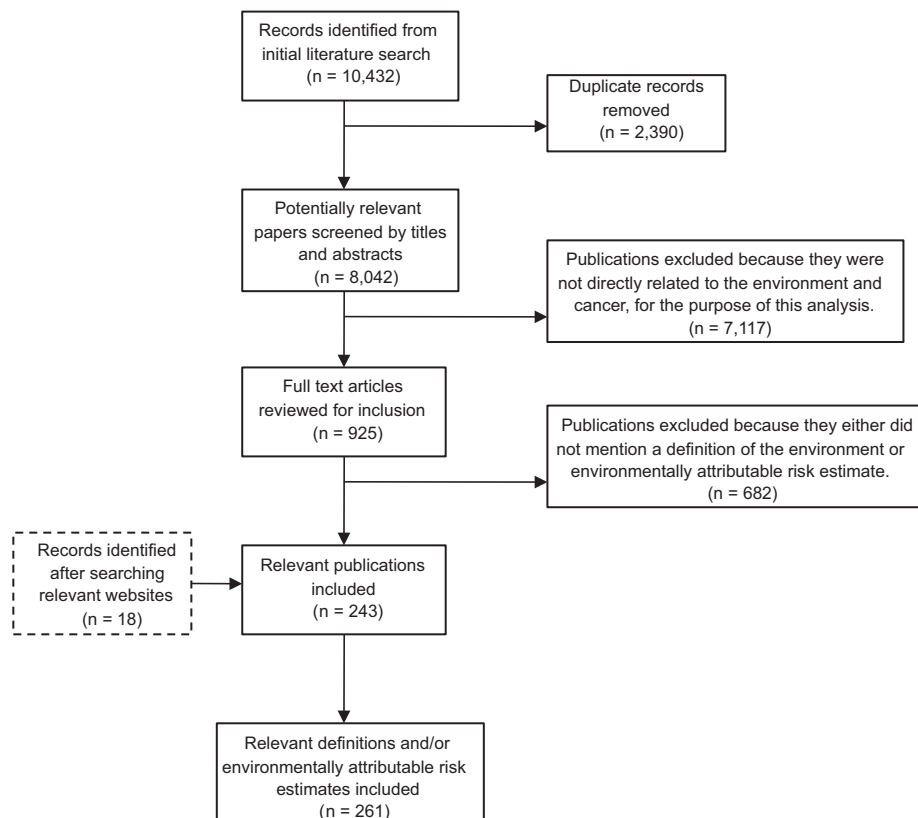 Records identified from
initial literature search
(n = 10,432)
Duplicate records
removed
(n = 2,390)
Potentially relevant
papers screened by titles
and abstracts
(n = 8,042)
Publications excluded because they were
not directly related to the environment and
cancer, for the purpose of this analysis.
(n = 7,117)
Full text articles
reviewed for inclusion
(n = 925)
Publications excluded because they either did
not mention a definition of the environment or
environmentally attributable risk estimate.
(n = 682)
Records identified
after searching
relevant websites
(n = 18)
Relevant publications
included
(n = 243)
Relevant definitions and/or
environmentally attributable risk
estimates included
(n = 261)